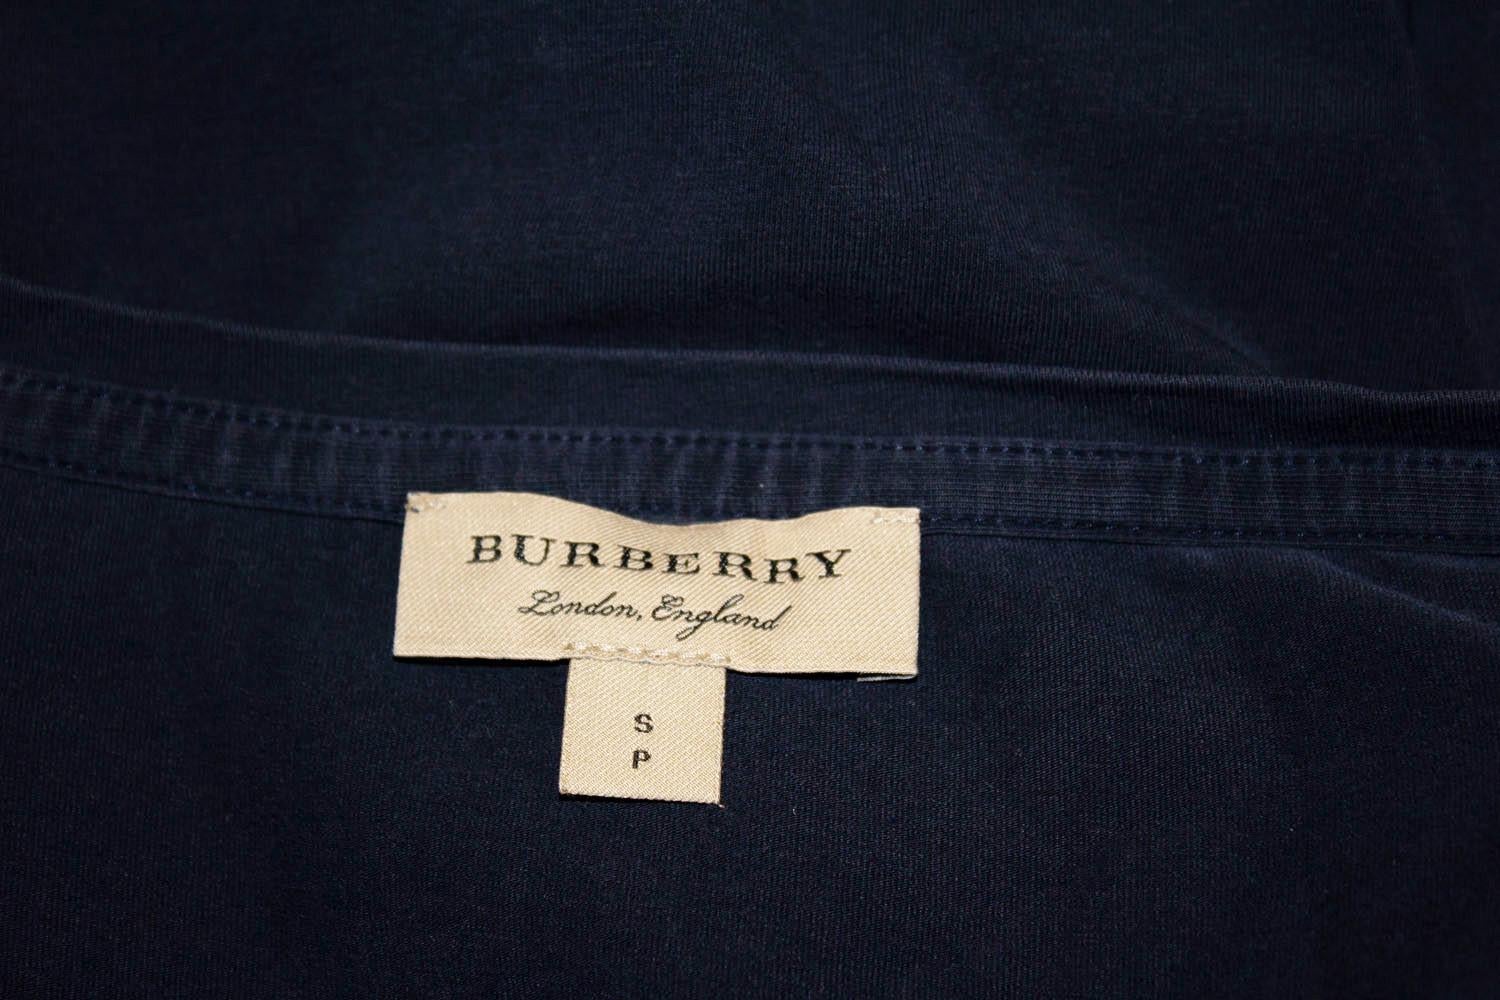 BURBERRY
London, England
S
P